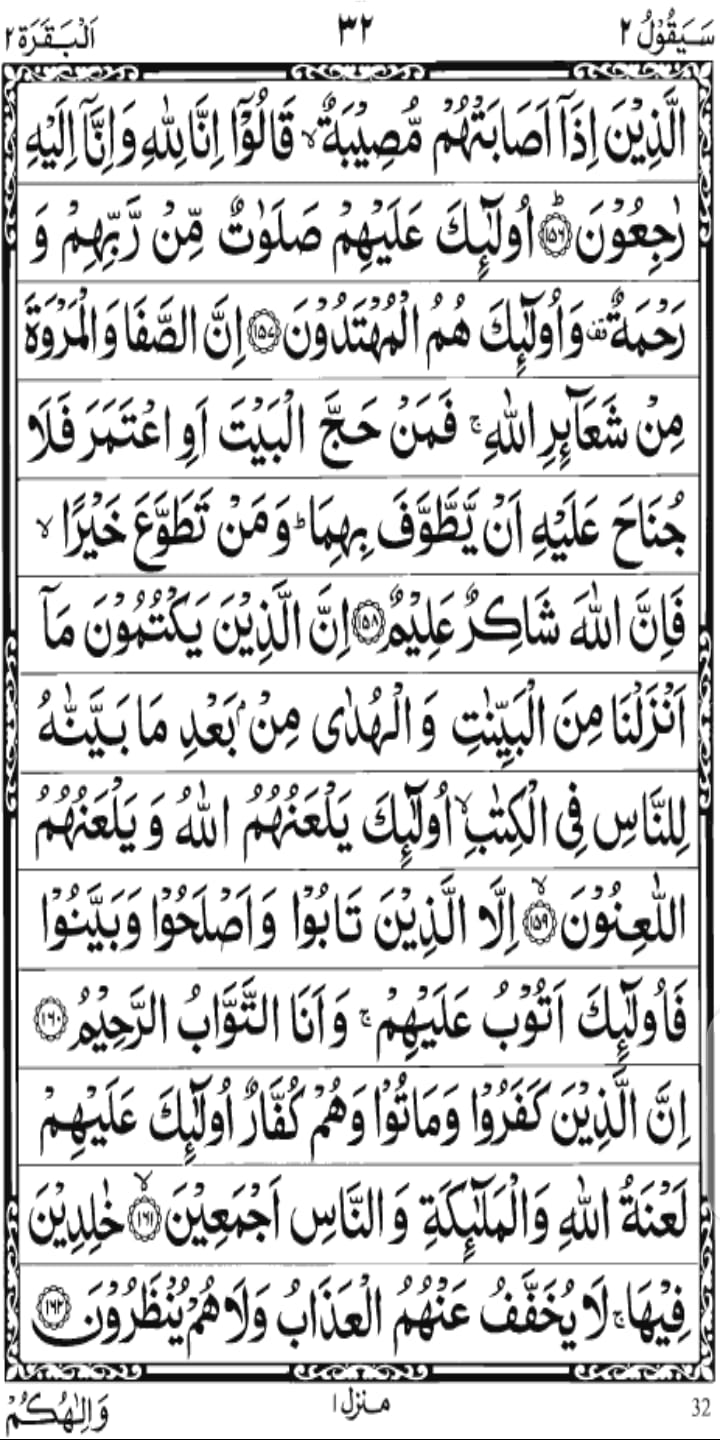 سَيَقُوْلُ ٢ ٣٢ اَلْبَقَرَة ٢
الَّذِيْنَ اِذَاۤ اَصَابَتْهُمْ مُّصِيْبَةٌ ۙ قَالُوْۤا اِنَّا لِلّٰهِ وَ اِنَّاۤ اِلَيْهِ
رٰجِعُوْنَ ؕ ﴿١٥٦﴾ اُولٰٓئِكَ عَلَيْهِمْ صَلَوٰتٌ مِّنْ رَّبِّهِمْ وَ
رَحْمَةٌ ۟ قف وَ اُولٰٓئِكَ هُمُ الْمُهْتَدُوْنَ ﴿١٥٧﴾ اِنَّ الصَّفَا وَ الْمَرْوَةَ
مِنْ شَعَآئِرِ اللّٰهِ ۚ فَمَنْ حَجَّ الْبَيْتَ اَوِ اعْتَمَرَ فَلَا
جُنَاحَ عَلَيْهِ اَنْ يَّطَّوَّفَ بِهِمَا ؕ وَ مَنْ تَطَوَّعَ خَيْرًا ۙ
فَاِنَّ اللّٰهَ شَاكِرٌ عَلِيْمٌ ﴿١٥٨﴾ اِنَّ الَّذِيْنَ يَكْتُمُوْنَ مَاۤ
اَنْزَلْنَا مِنَ الْبَيِّنٰتِ وَ الْهُدٰى مِنْۢ بَعْدِ مَا بَيَّنّٰهُ
لِلنَّاسِ فِى الْكِتٰبِ ۙ اُولٰٓئِكَ يَلْعَنُهُمُ اللّٰهُ وَ يَلْعَنُهُمُ
اللّٰعِنُوْنَ ۙ ﴿١٥٩﴾ اِلَّا الَّذِيْنَ تَابُوْا وَ اَصْلَحُوْا وَ بَيَّنُوْا
فَاُولٰٓئِكَ اَتُوْبُ عَلَيْهِمْ ۚ وَ اَنَا التَّوَّابُ الرَّحِيْمُ ﴿١٦٠﴾
اِنَّ الَّذِيْنَ كَفَرُوْا وَ مَاتُوْا وَ هُمْ كُفَّارٌ اُولٰٓئِكَ عَلَيْهِمْ
لَعْنَةُ اللّٰهِ وَ الْمَلٰٓئِكَةِ وَ النَّاسِ اَجْمَعِيْنَ ۙ ﴿١٦١﴾ خٰلِدِيْنَ
فِيْهَا ۚ لَا يُخَفَّفُ عَنْهُمُ الْعَذَابُ وَ لَا هُمْ يُنْظَرُوْنَ ﴿١٦٢﴾
32 منزل ١ وَ اِلٰهُكُمْ